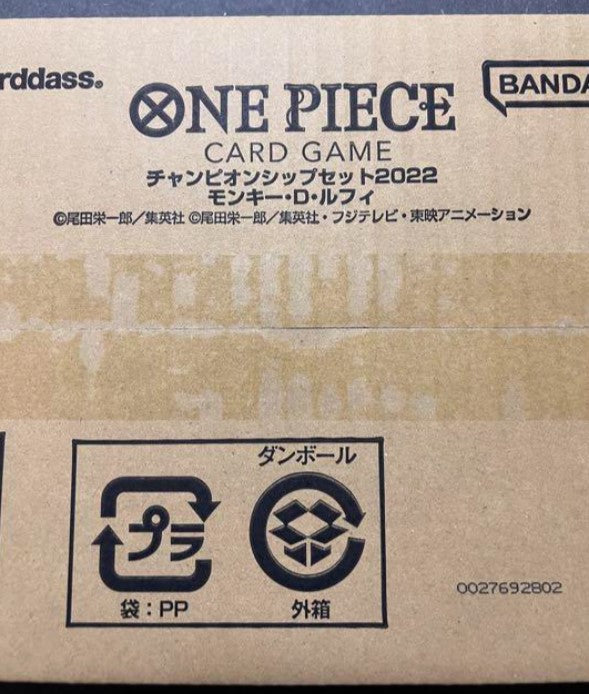 rddass®
BANDA
ONE PIECE
CARD GAME
チャンピオンシップセット2022
モンキー・D・ルフィ
©尾田栄一郎／集英社 ©尾田栄一郎／集英社・フジテレビ・東映アニメーション
ダンボール
プラ
袋：PP
外箱
0027692802